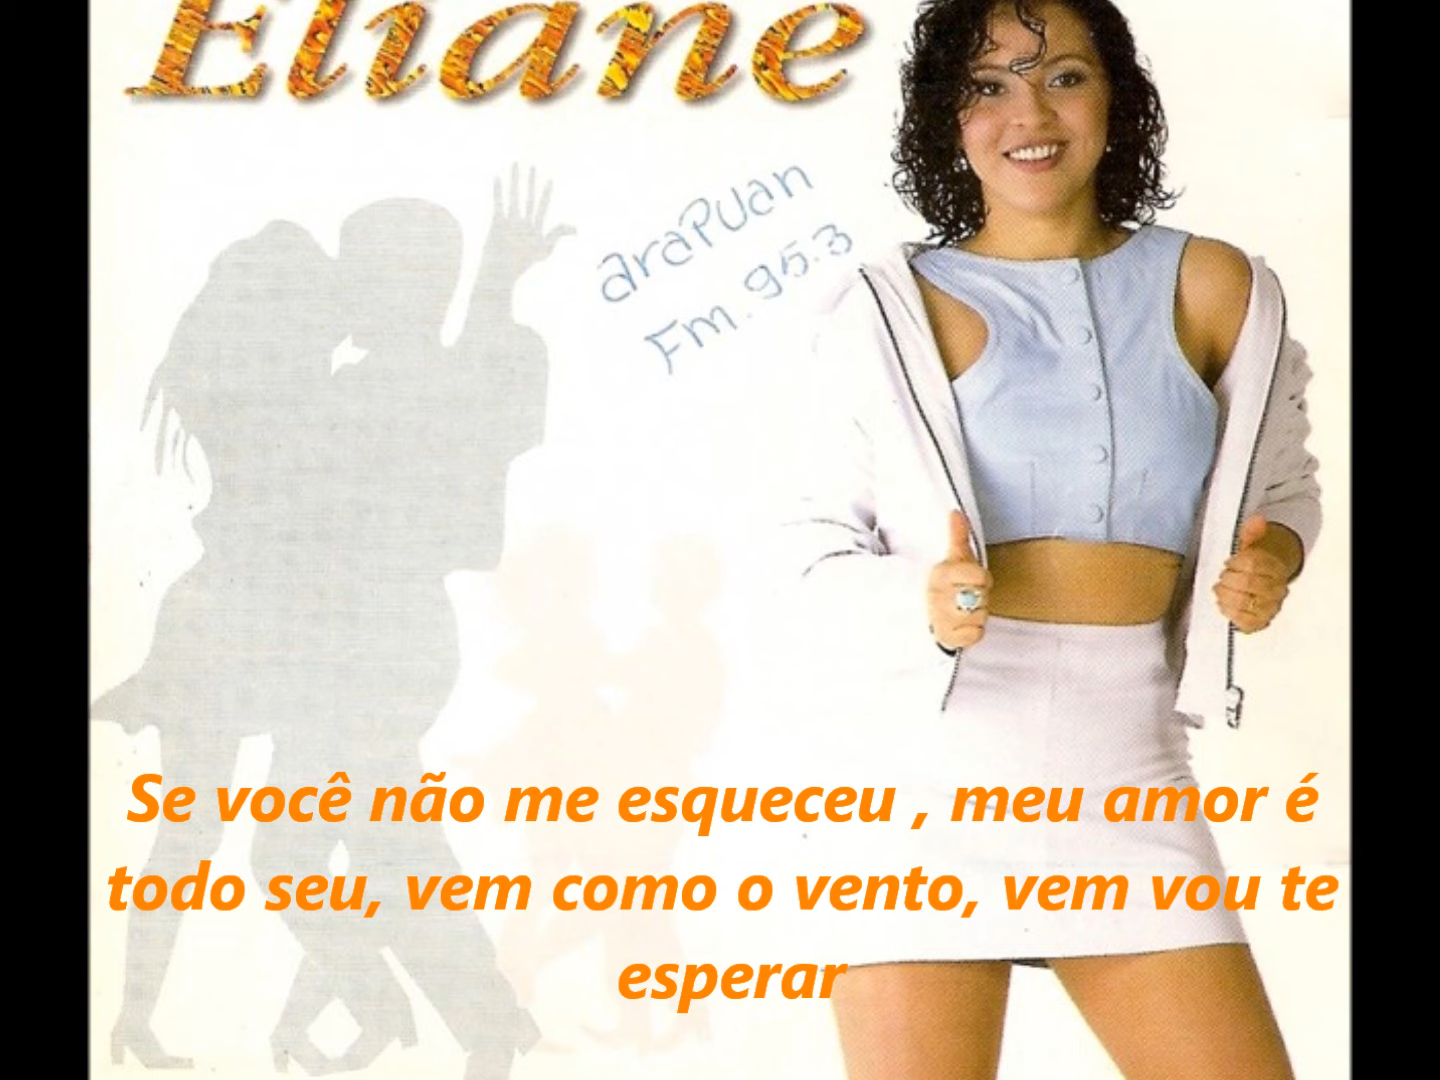 Eliane
araPUan
Fm. 95.3
Se você não me esqueceu , meu amor é
todo seu, vem como o vento, vem vou te
esperar